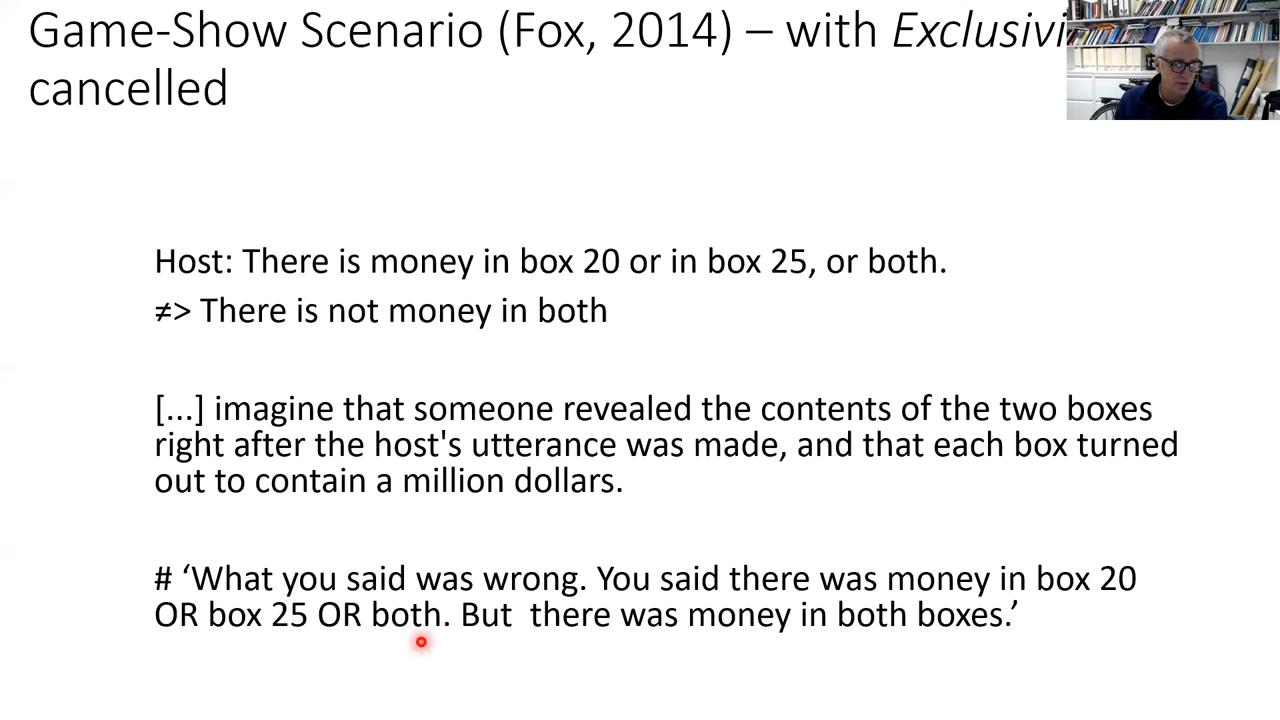 Game-Show Scenario (Fox, 2014) – with
cancelled
Host: There is money in box 20 or in box 25, or both.
≠> There is not money in both
[...] imagine that someone revealed the contents of the two boxes
right after the host's utterance was made, and that each box turned
out to contain a million dollars.
# ‘What you said was wrong. You said there was money in box 20
OR box 25 OR both. But  there was money in both boxes.’